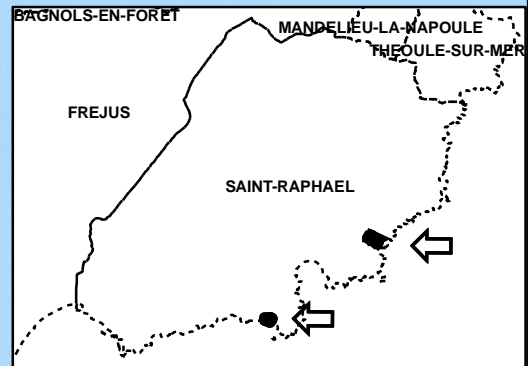 BAGNOLS-EN-FORET
MANDELIEU-LA-NAPOULE
THEOULE-SUR-MER
FREJUS
SAINT-RAPHAEL